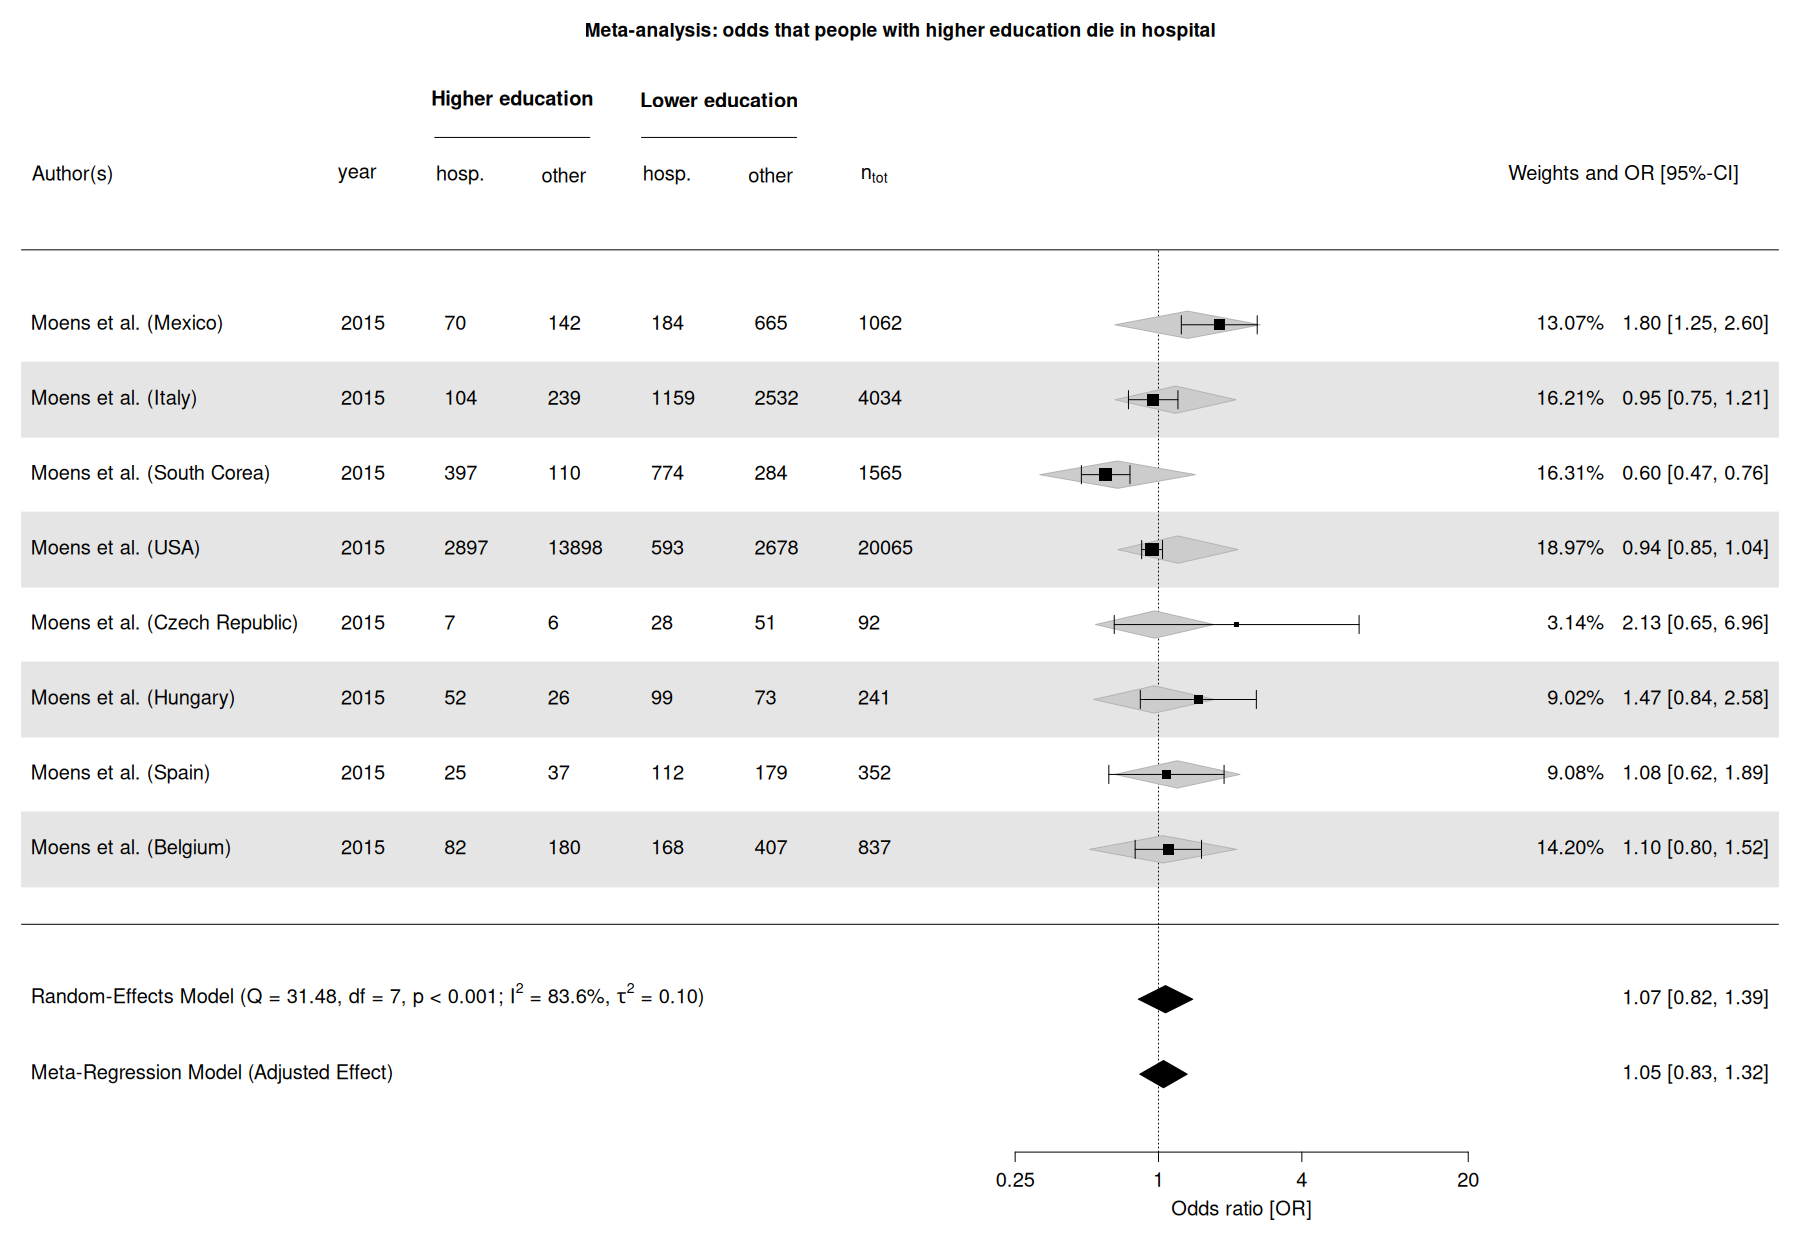 Meta-analysis: odds that people with higher education die in hospital
Higher education Lower education
Author(s) year hosp. other hosp. other ntot Weights and OR [95%-CI]
Moens et al. (Mexico) 2015 70 142 184 665 1062 13.07% 1.80 [1.25, 2.60]
Moens et al. (Italy) 2015 104 239 1159 2532 4034 16.21% 0.95 [0.75, 1.21]
Moens et al. (South Corea) 2015 397 110 774 284 1565 16.31% 0.60 [0.47, 0.76]
Moens et al. (USA) 2015 2897 13898 593 2678 20065 18.97% 0.94 [0.85, 1.04]
Moens et al. (Czech Republic) 2015 7 6 28 51 92 3.14% 2.13 [0.65, 6.96]
Moens et al. (Hungary) 2015 52 26 99 73 241 9.02% 1.47 [0.84, 2.58]
Moens et al. (Spain) 2015 25 37 112 179 352 9.08% 1.08 [0.62, 1.89]
Moens et al. (Belgium) 2015 82 180 168 407 837 14.20% 1.10 [0.80, 1.52]
Random-Effects Model (Q = 31.48, df = 7, p < 0.001; I² = 83.6%, τ² = 0.10) 1.07 [0.82, 1.39]
Meta-Regression Model (Adjusted Effect) 1.05 [0.83, 1.32]
0.25 1 4 20
Odds ratio [OR]